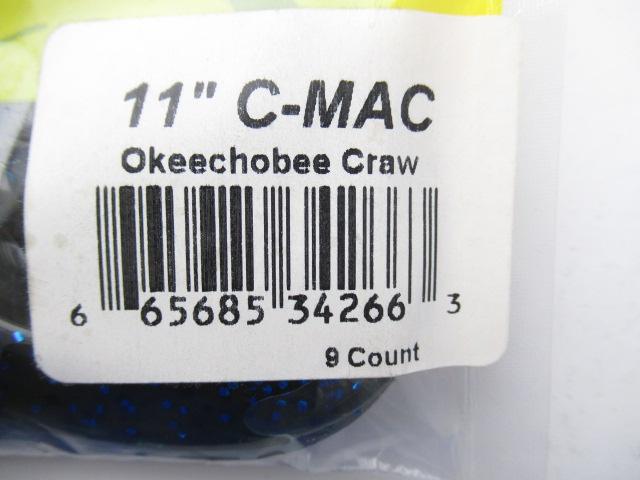 11" C-MAC
Okeechobee Craw
6 65685 34266 3
9 Count